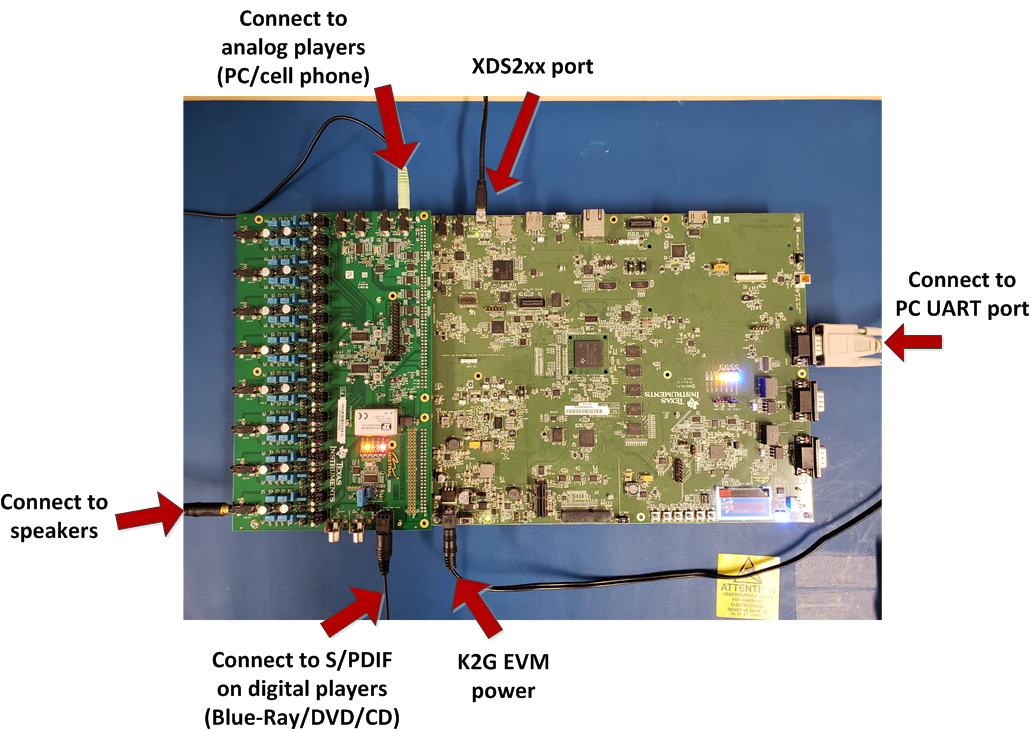 Connect to
analog players
(PC/cell phone)
XDS2xx port
Connect to
PC UART port
TEXAS
INSTRUMENTS
TEXAS
INSTRUMENTS
Connect to
speakers
ATTENTION
Connect to S/PDIF
on digital players
(Blue-Ray/DVD/CD)
K2G EVM
power